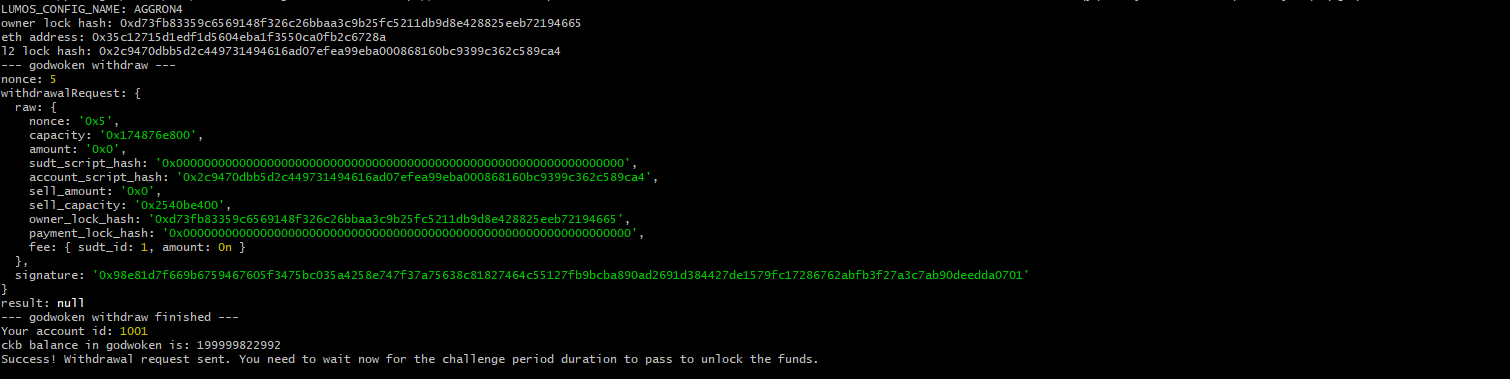 LUMOS_CONFIG_NAME: AGGRON4
owner lock hash: 0xd73fb83359c6569148f326c26bbaa3c9b25fc5211db9d8e428825eeb72194665
eth address: 0x35c12715d1edf1d5604eba1f3550ca0fb2c6728a
l2 lock hash: 0x2c9470dbb5d2c449731494616ad07efea99eba000868160bc9399c362c589ca4
--- godwoken withdraw ---
nonce: 5
withdrawalRequest: {
  raw: {
    nonce: '0x5',
    capacity: '0x174876e800',
    amount: '0x0',
    sudt_script_hash: '0x0000000000000000000000000000000000000000000000000000000000000000',
    account_script_hash: '0x2c9470dbb5d2c449731494616ad07efea99eba000868160bc9399c362c589ca4',
    sell_amount: '0x0',
    sell_capacity: '0x2540be400',
    owner_lock_hash: '0xd73fb83359c6569148f326c26bbaa3c9b25fc5211db9d8e428825eeb72194665',
    payment_lock_hash: '0x0000000000000000000000000000000000000000000000000000000000000000',
    fee: { sudt_id: 1, amount: 0n }
  },
  signature: '0x98e81d7f669b6759467605f3475bc035a4258e747f37a75638c81827464c55127fb9bcba890ad2691d384427de1579fc17286762abfb3f27a3c7ab90deedda0701'
}
result: null
--- godwoken withdraw finished ---
Your account id: 1001
ckb balance in godwoken is: 199999822992
Success! Withdrawal request sent. You need to wait now for the challenge period duration to pass to unlock the funds.